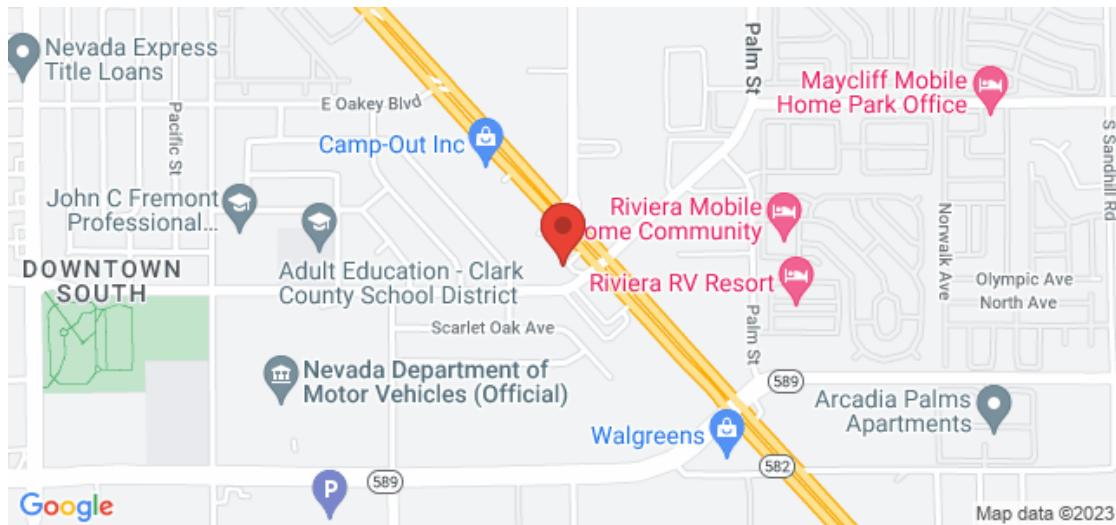 Nevada Express
Title Loans
Palm St
Maycliff Mobile
Home Park Office
E Oakey Blvd
Pacific St
Camp-Out Inc
S Sandhill Rd
John C Fremont
Professional...
Riviera Mobile
ome Community
Norwalk Ave
DOWNTOWN
SOUTH
Adult Education - Clark
County School District
Riviera RV Resort
Olympic Ave
North Ave
Scarlet Oak Ave
Palm St
Nevada Department of
Motor Vehicles (Official)
589
Arcadia Palms
Apartments
Walgreens
582
589
P
Google
Map data ©2023